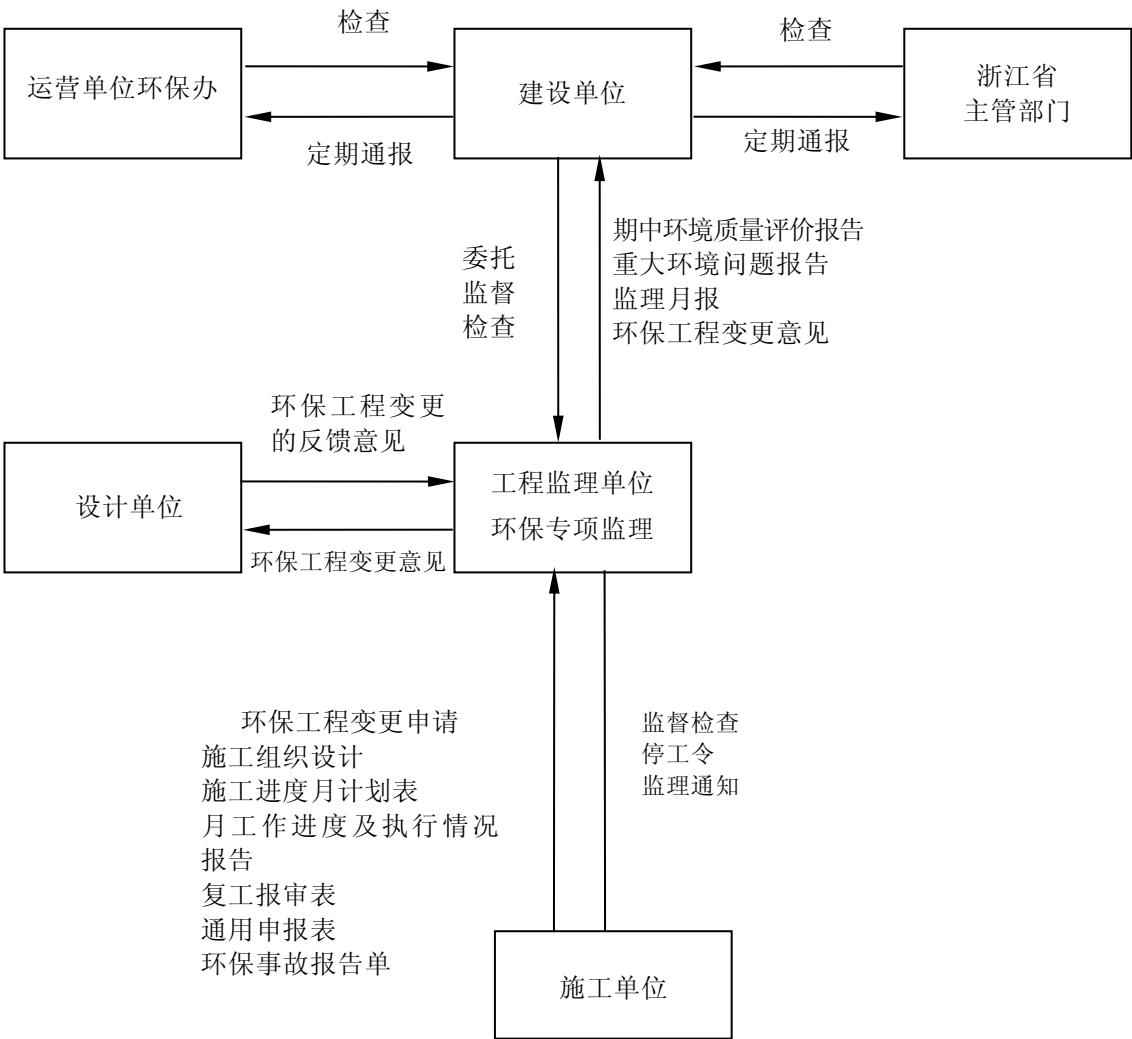 检查
检查
运营单位环保办
建设单位
浙江省
主管部门
定期通报
定期通报
委托
监督
检查
期中环境质量评价报告
重大环境问题报告
监理月报
环保工程变更意见
环保工程变更
的反馈意见
设计单位
工程监理单位
环保专项监理
环保工程变更意见
环保工程变更申请
施工组织设计
施工进度月计划表
月工作进度及执行情况
报告
复工报审表
通用申报表
环保事故报告单
监督检查
停工令
监理通知
施工单位